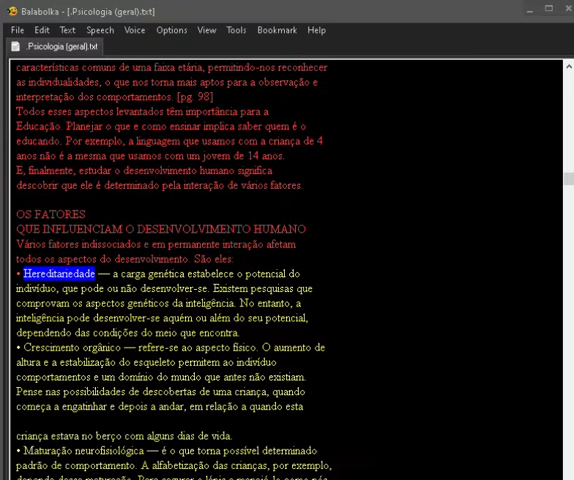 Balabolka - [.Psicologia (geral).txt]
File Edit Text Speech Voice Options View Tools Bookmark Help
.Psicologia (geral).txt
características comuns de uma faixa etária, permitindo-nos reconhecer
as individualidades, o que nos torna mais aptos para a observação e
interpretação dos comportamentos. [pg. 98]
Todos esses aspectos levantados têm importância para a
Educação. Planejar o que e como ensinar implica saber quem é o
educando. Por exemplo, a linguagem que usamos com a criança de 4
anos não é a mesma que usamos com um jovem de 14 anos.
E, finalmente, estudar o desenvolvimento humano significa
descobrir que ele é determinado pela interação de vários fatores.
OS FATORES
QUE INFLUENCIAM O DESENVOLVIMENTO HUMANO
Vários fatores indissociados e em permanente interação afetam
todos os aspectos do desenvolvimento. São eles:
• Hereditariedade — a carga genética estabelece o potencial do
indivíduo, que pode ou não desenvolver-se. Existem pesquisas que
comprovam os aspectos genéticos da inteligência. No entanto, a
inteligência pode desenvolver-se aquém ou além do seu potencial,
dependendo das condições do meio que encontra.
• Crescimento orgânico — refere-se ao aspecto físico. O aumento de
altura e a estabilização do esqueleto permitem ao indivíduo
comportamentos e um domínio do mundo que antes não existiam.
Pense nas possibilidades de descobertas de uma criança, quando
começa a engatinhar e depois a andar, em relação a quando esta
criança estava no berço com alguns dias de vida.
• Maturação neurofisiológica — é o que torna possível determinado
padrão de comportamento. A alfabetização das crianças, por exemplo,
depende dessa maturação. Para segurar o lápis e manejá-lo como nós